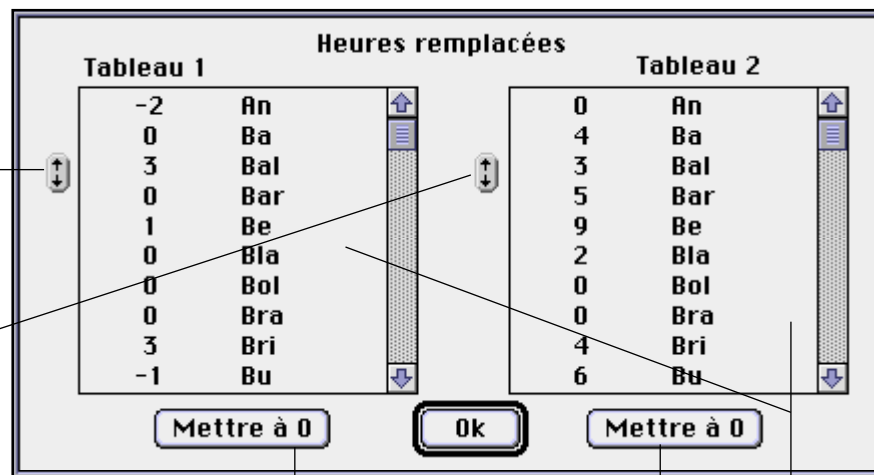 Heures remplacées
Tableau 1
-2 An
0 Ba
3 Bal
0 Bar
1 Be
0 Bla
0 Bol
0 Bra
3 Bri
-1 Bu
Mettre à 0
Tableau 2
0 An
4 Ba
3 Bal
5 Bar
9 Be
2 Bla
0 Bol
0 Bra
4 Bri
6 Bu
Ok
Mettre à 0